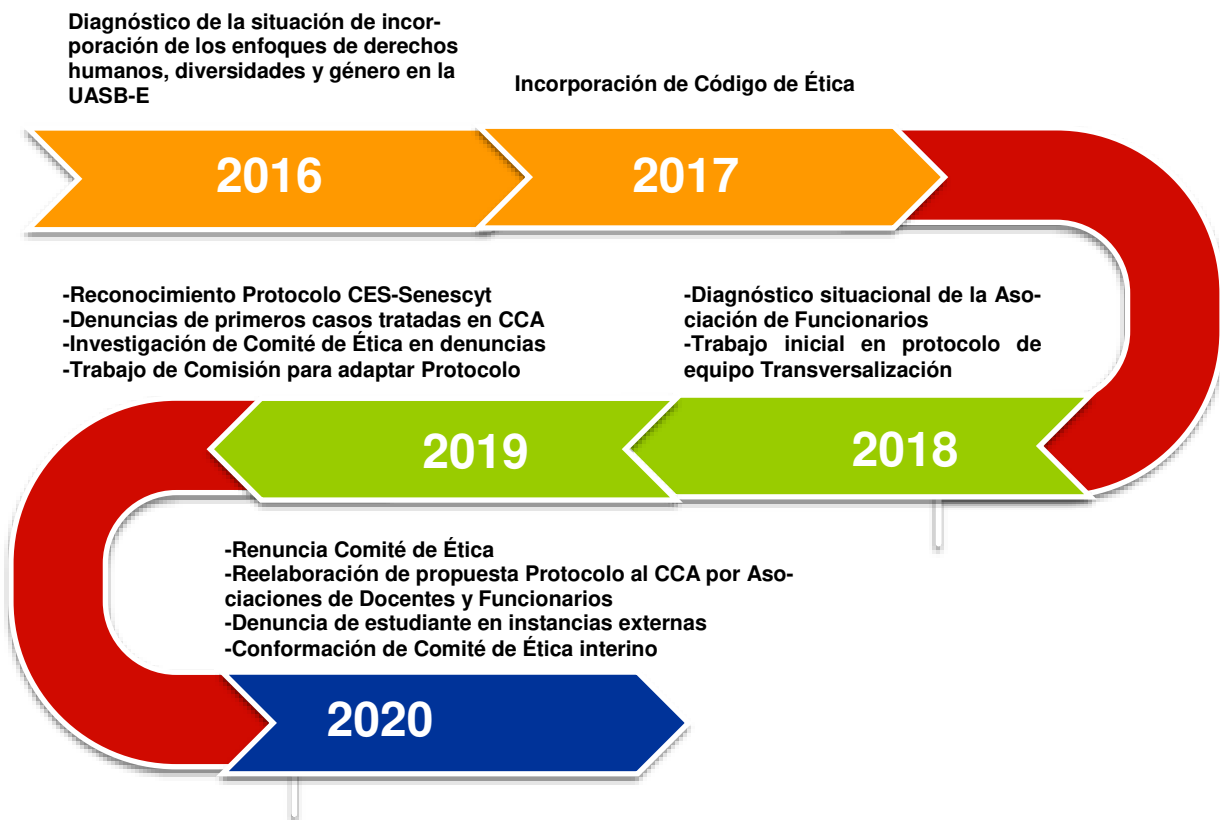 Diagnóstico de la situación de incor-
poración de los enfoques de derechos
humanos, diversidades y género en la
UASB-E
Incorporación de Código de Ética
2016
2017
-Diagnóstico situacional de la Aso-
ciación de Funcionarios
-Trabajo inicial en protocolo de
equipo Transversalización
2018
-Reconocimiento Protocolo CES-Senescyt
-Denuncias de primeros casos tratadas en CCA
-Investigación de Comité de Ética en denuncias
-Trabajo de Comisión para adaptar Protocolo
2019
-Renuncia Comité de Ética
-Reelaboración de propuesta Protocolo al CCA por Aso-
ciaciones de Docentes y Funcionarios
-Denuncia de estudiante en instancias externas
-Conformación de Comité de Ética interino
2020